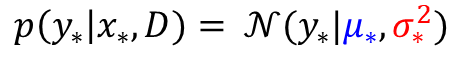 p(y∗|x∗, D) = 𝒩(y∗|μ∗, σ∗²)